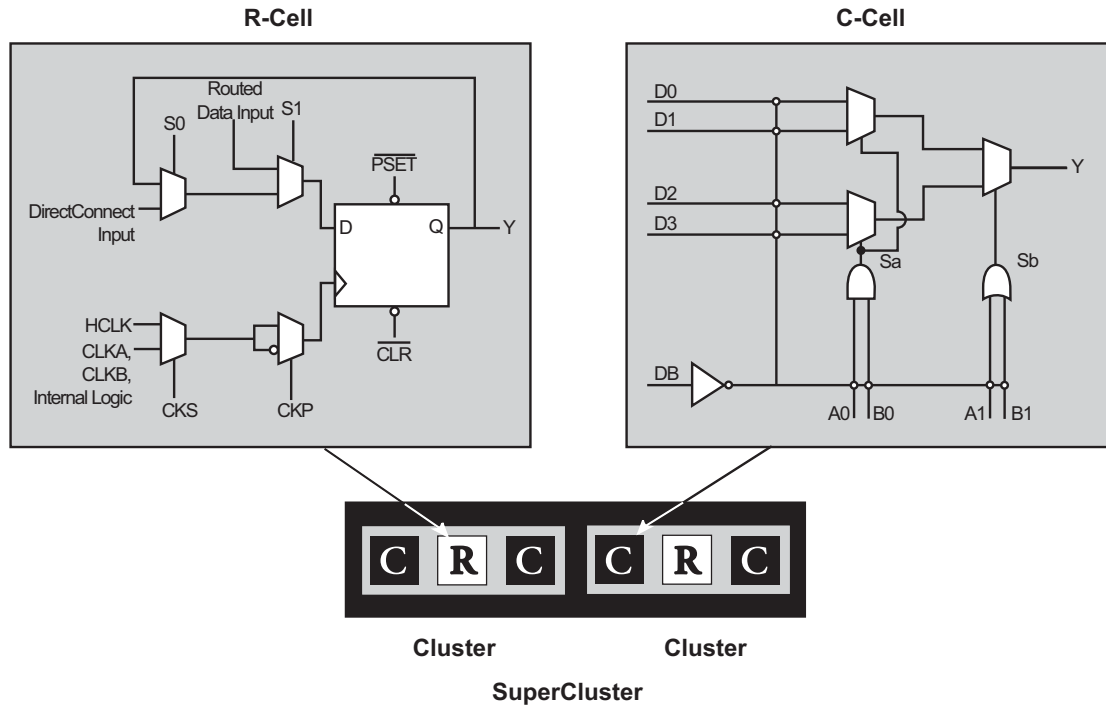 R-Cell
Routed
Data Input
S1
S0
PSET
DirectConnect
Input
D
Q
Y
HCLK
CLKA,
CLKB,
Internal Logic
CKS
CKP
CLR
C-Cell
D0
D1
D2
D3
Sa
Sb
Y
DB
A0
B0
A1
B1
C
R
C
C
R
C
Cluster
Cluster
SuperCluster